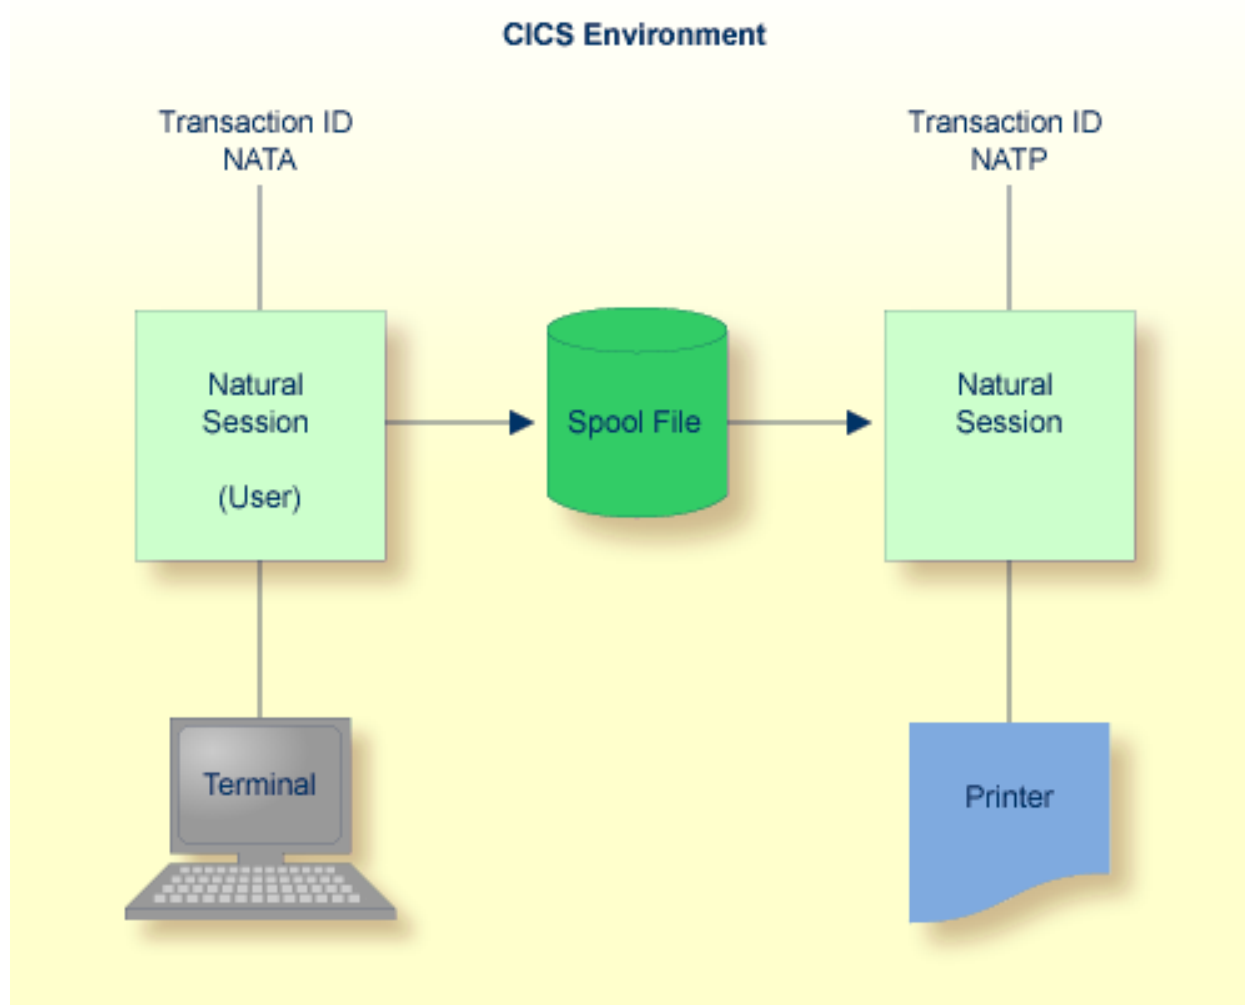 CICS Environment
Transaction ID
NATA
Transaction ID
NATP
Natural
Session
(User)
Spool File
Natural
Session
Terminal
Printer